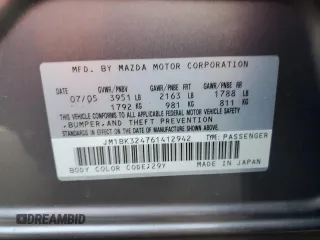 MFD. BY MAZDA MOTOR CORPORATION
GVWR/PNBV GAWR/PNBE FRT GAWR/PNBE RR
07/05 3951 LB 2163 LB 1788 LB
1792 KG 981 KG 811 KG
THIS VEHICLE CONFORMS TO ALL APPLICABLE FEDERAL MOTOR VEHICLE SAFETY
•BUMPER, AND THEFT PREVENTION STANDARDS IN EFFECT ON THE DATE OF MANUFACTURE SHOWN ABOVE.
JM1BK324761412942 TYPE: PASSENGER
MADE IN JAPAN
BODY COLOR CODE: 29Y
DREAMBID